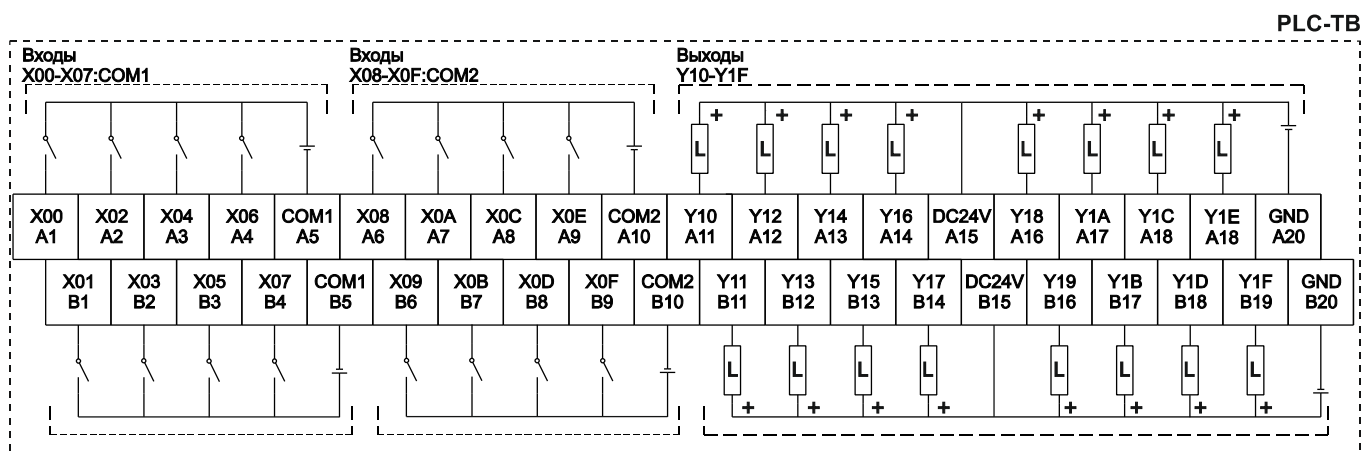 PLC-TB
Входы
X00-X07:COM1
Входы
X08-X0F:COM2
Выходы
Y10-Y1F
+ + + + + + + +
L L L L L L L L
X00 X02 X04 X06 COM1 X08 X0A X0C X0E COM2 Y10 Y12 Y14 Y16 DC24V Y18 Y1A Y1C Y1E GND
A1 A2 A3 A4 A5 A6 A7 A8 A9 A10 A11 A12 A13 A14 A15 A16 A17 A18 A18 A20
X01 X03 X05 X07 COM1 X09 X0B X0D X0F COM2 Y11 Y13 Y15 Y17 DC24V Y19 Y1B Y1D Y1F GND
B1 B2 B3 B4 B5 B6 B7 B8 B9 B10 B11 B12 B13 B14 B15 B16 B17 B18 B19 B20
L L L L L L L L
+ + + + + + + +